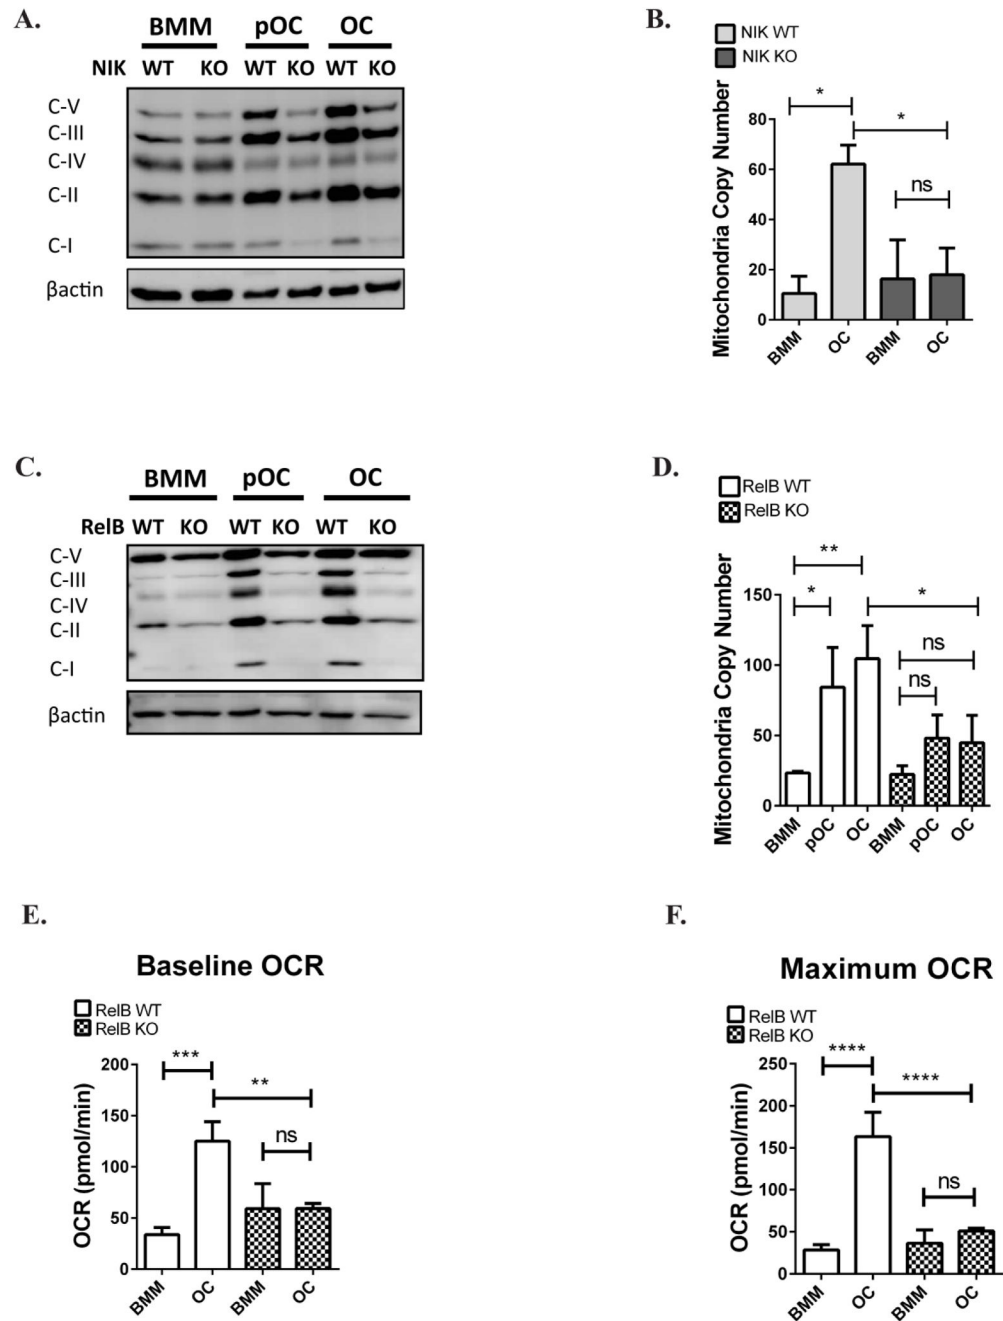 A.
BMM pOC OC
NIK WT KO WT KO WT KO
C-V
C-III
C-IV
C-II
C-I
βactin
B.
NIK WT
NIK KO
Mitochondria Copy Number
80
60
40
20
0
*
*
ns
BMM OC BMM OC
C.
BMM pOC OC
RelB WT KO WT KO WT KO
C-V
C-III
C-IV
C-II
C-I
βactin
D.
RelB WT
RelB KO
Mitochondria Copy Number
150
100
50
0
**
*
*
ns
ns
BMM pOC OC BMM pOC OC
E.
Baseline OCR
RelB WT
RelB KO
OCR (pmol/min)
200
150
100
50
0
***
**
ns
BMM OC BMM OC
F.
Maximum OCR
RelB WT
RelB KO
OCR (pmol/min)
250
200
150
100
50
0
****
****
ns
BMM OC BMM OC